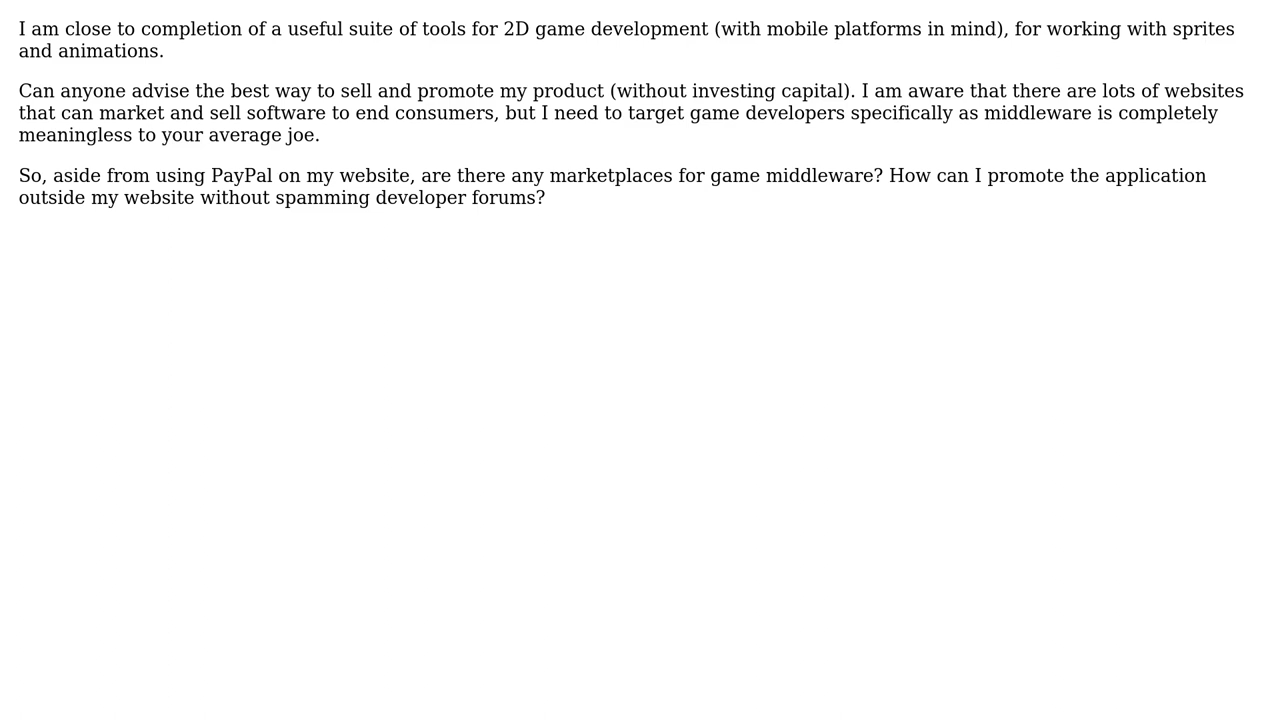 I am close to completion of a useful suite of tools for 2D game development (with mobile platforms in mind), for working with sprites
and animations.
Can anyone advise the best way to sell and promote my product (without investing capital). I am aware that there are lots of websites
that can market and sell software to end consumers, but I need to target game developers specifically as middleware is completely
meaningless to your average joe.
So, aside from using PayPal on my website, are there any marketplaces for game middleware? How can I promote the application
outside my website without spamming developer forums?